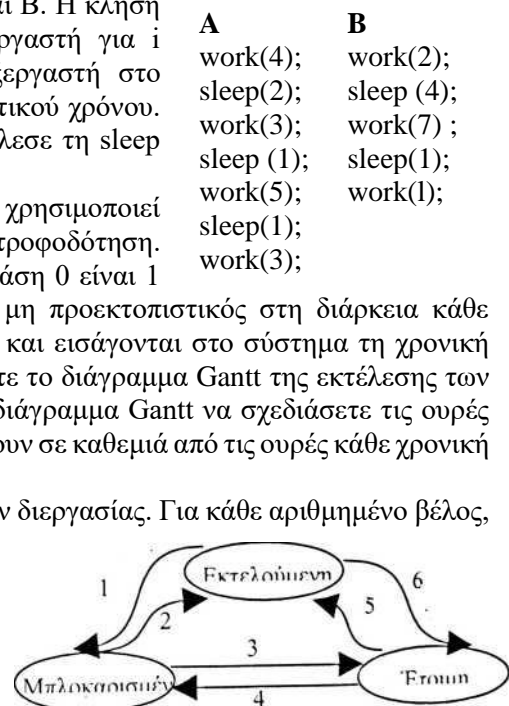 αι Β. Η κλήση
ργαστή για i
ξεργαστή στο
τικού χρόνου.
λεσε τη sleep
χρησιμοποιεί
τροφοδότηση.
άση 0 είναι 1
A B
work(4); work(2);
sleep(2); sleep (4);
work(3); work(7) ;
sleep (1); sleep(1);
work(5); work(l);
sleep(1);
work(3);
μη προεκτοπιστικός στη διάρκεια κάθε
και εισάγονται στο σύστημα τη χρονική
τε το διάγραμμα Gantt της εκτέλεσης των
διάγραμμα Gantt να σχεδιάσετε τις ουρές
ουν σε καθεμιά από τις ουρές κάθε χρονική
ν διεργασίας. Για κάθε αριθμημένο βέλος,
Εκτελούμενη
1 6
2 5
3
Μπλοκαρισμέν Έτοιμη
4